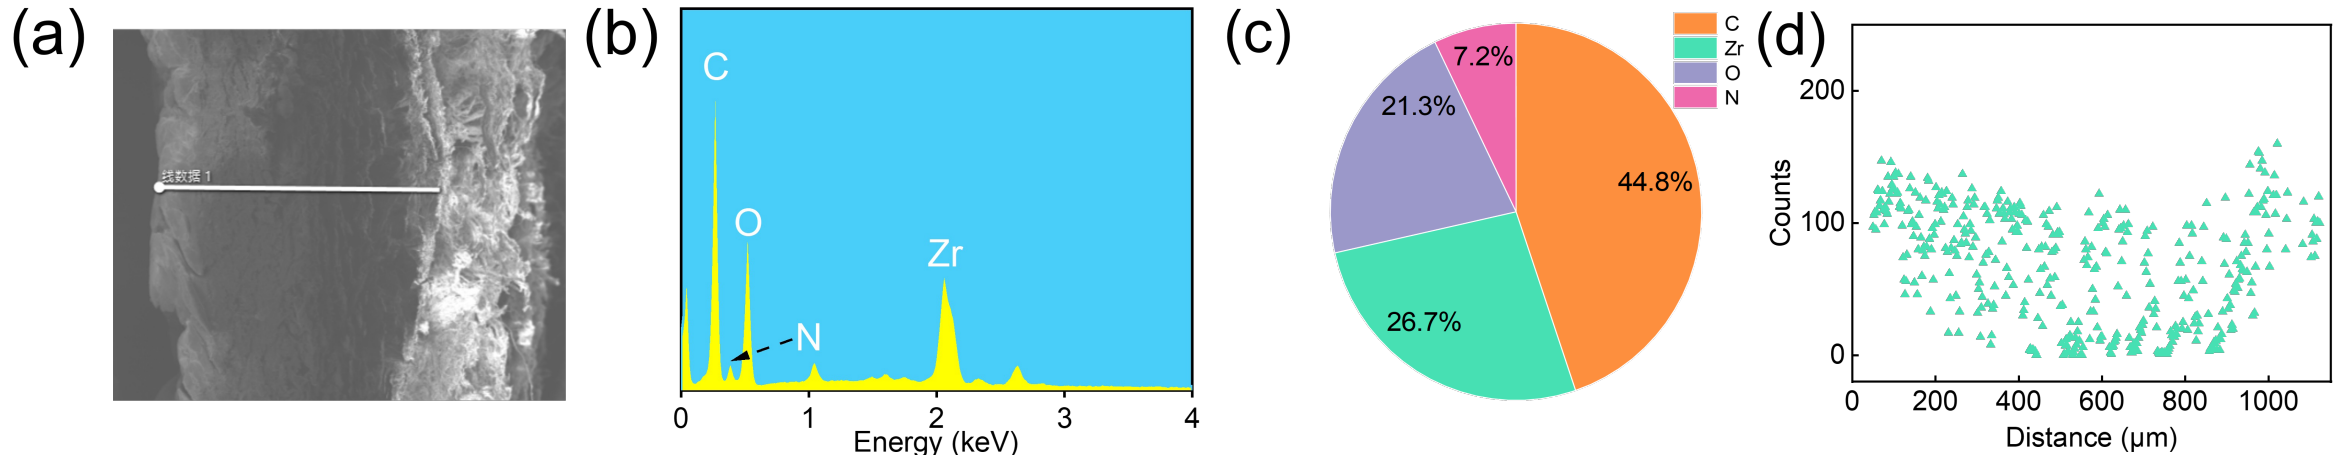 (a)
线数据 1
(b)
C
O
N
Zr
0 1 2 3 4
Energy (keV)
(c)
7.2%
21.3%
44.8%
26.7%
C
Zr
O
N
(d)
200
100
0
Counts
0 200 400 600 800 1000
Distance (μm)